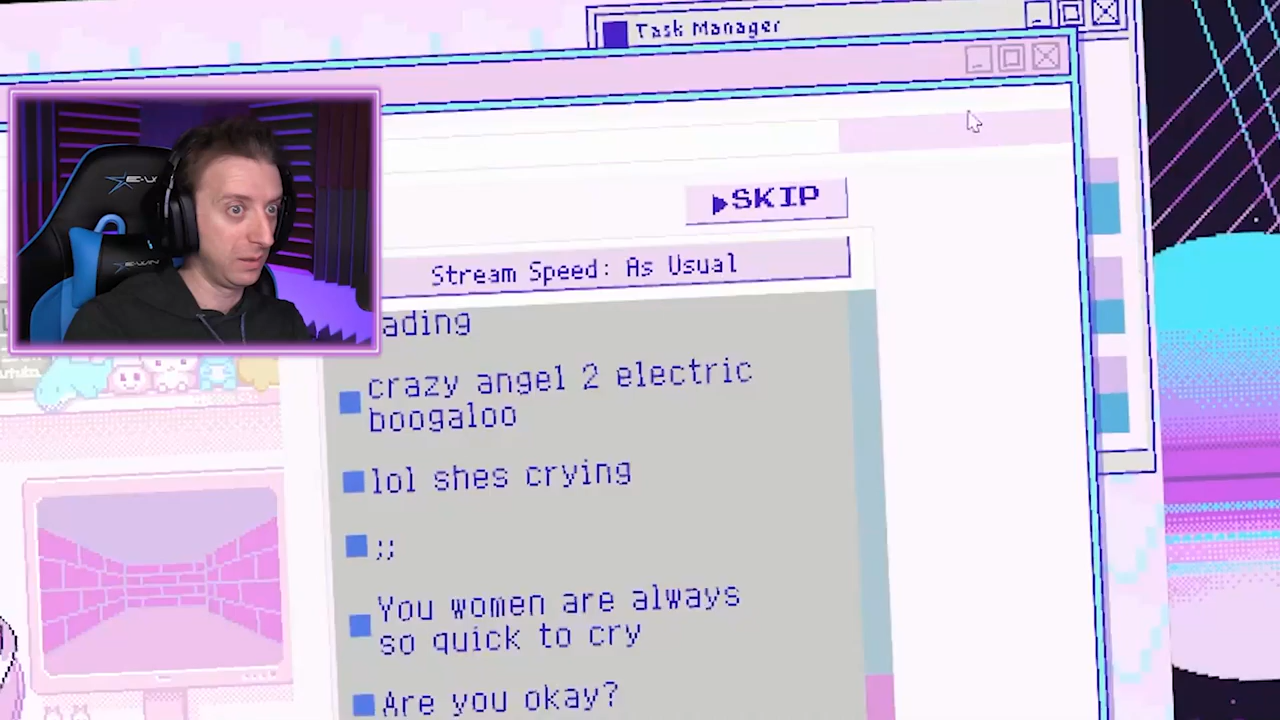 Task Manager
▶SKIP
Stream Speed: As Usual
ading
crazy angel 2 electric
boogaloo
lol shes crying
;;
You women are always
so quick to cry
Are you okay?